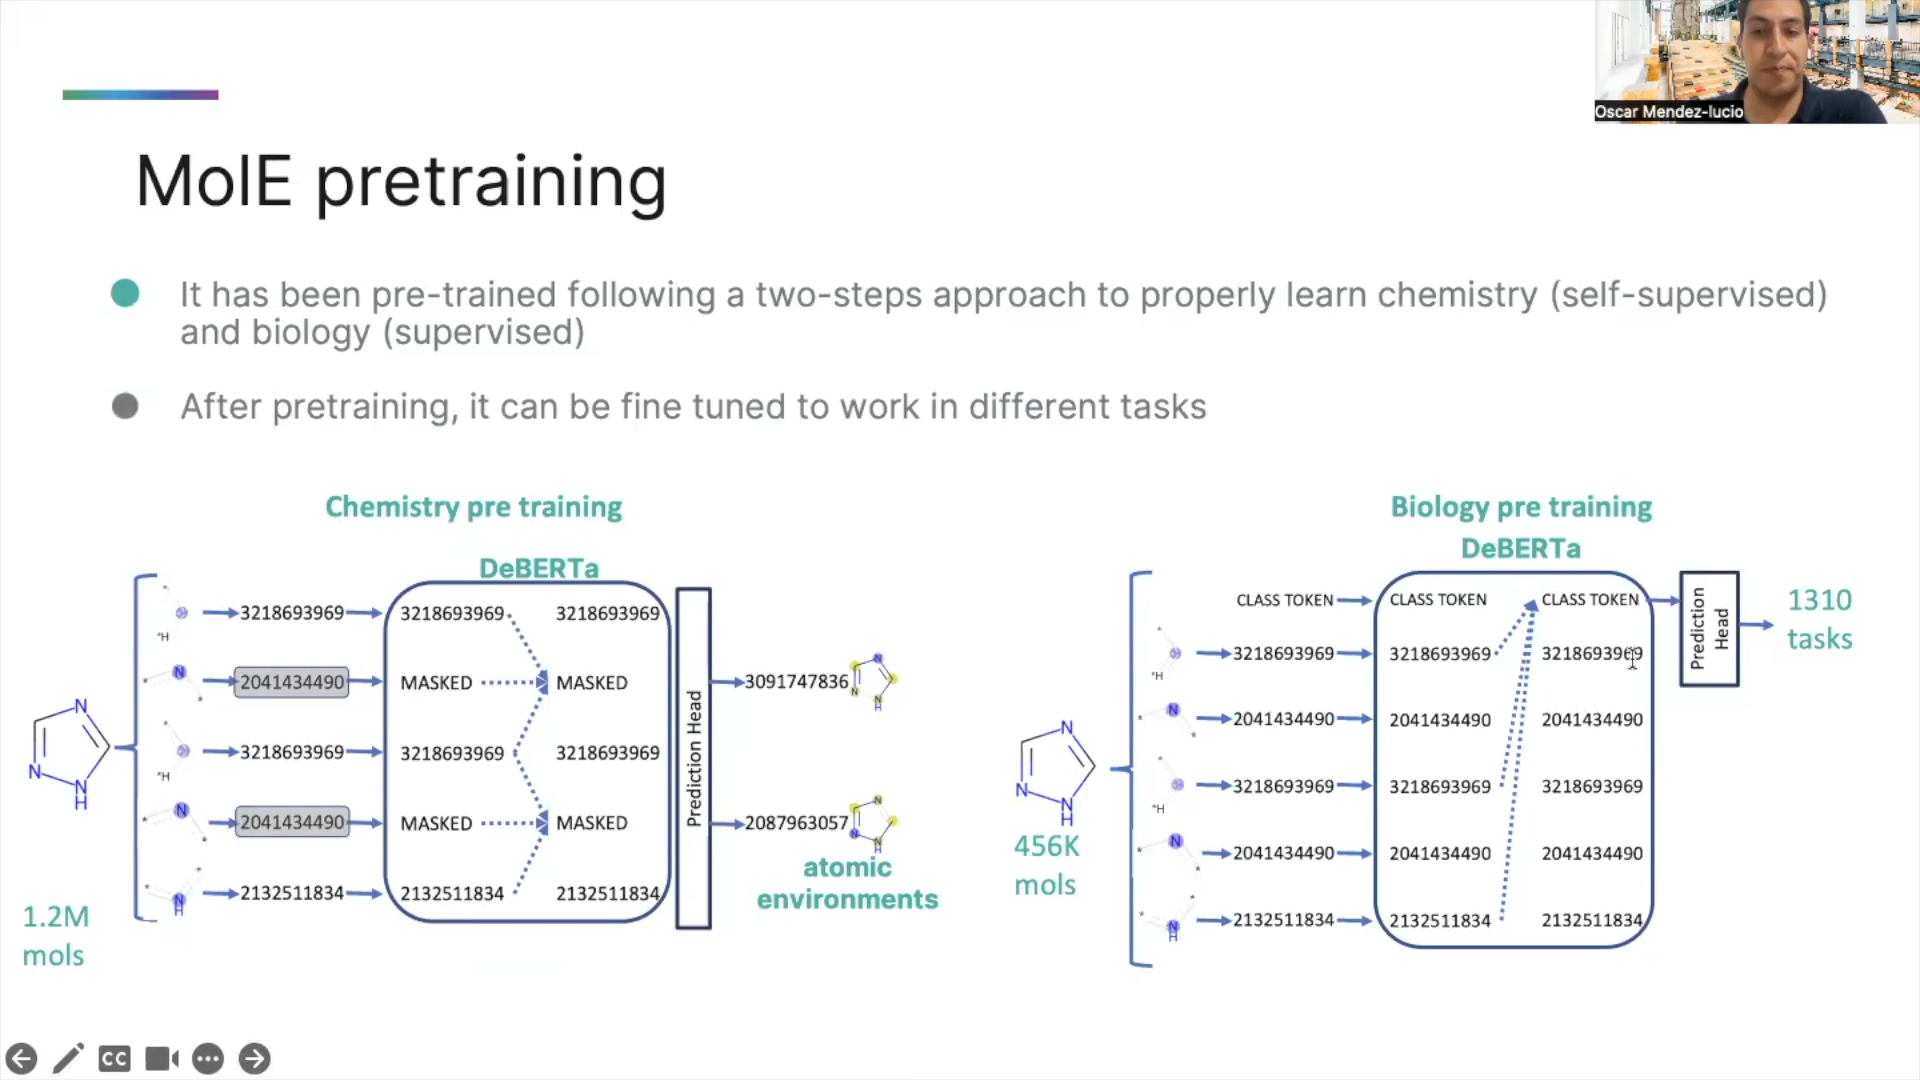 Oscar Mendez-lucio
MolE pretraining
It has been pre-trained following a two-steps approach to properly learn chemistry (self-supervised)
and biology (supervised)
After pretraining, it can be fine tuned to work in different tasks
Chemistry pre training
DeBERTa
3218693969 3218693969 3218693969
*H
N 2041434490 MASKED MASKED 3091747836
3218693969 3218693969 3218693969
*H
N 2041434490 MASKED MASKED 2087963057
2132511834 2132511834 2132511834
N
H
N
N
N
H
Prediction Head
N
N
N
H
N
N
N
H
atomic
environments
1.2M
mols
Biology pre training
DeBERTa
CLASS TOKEN CLASS TOKEN CLASS TOKEN
3218693969 3218693969 3218693969
*H
N 2041434490 2041434490 2041434490
3218693969 3218693969 3218693969
*H
N 2041434490 2041434490 2041434490
2132511834 2132511834 2132511834
N
H
N
N
N
H
456K
mols
Prediction
Head
1310
tasks
CC